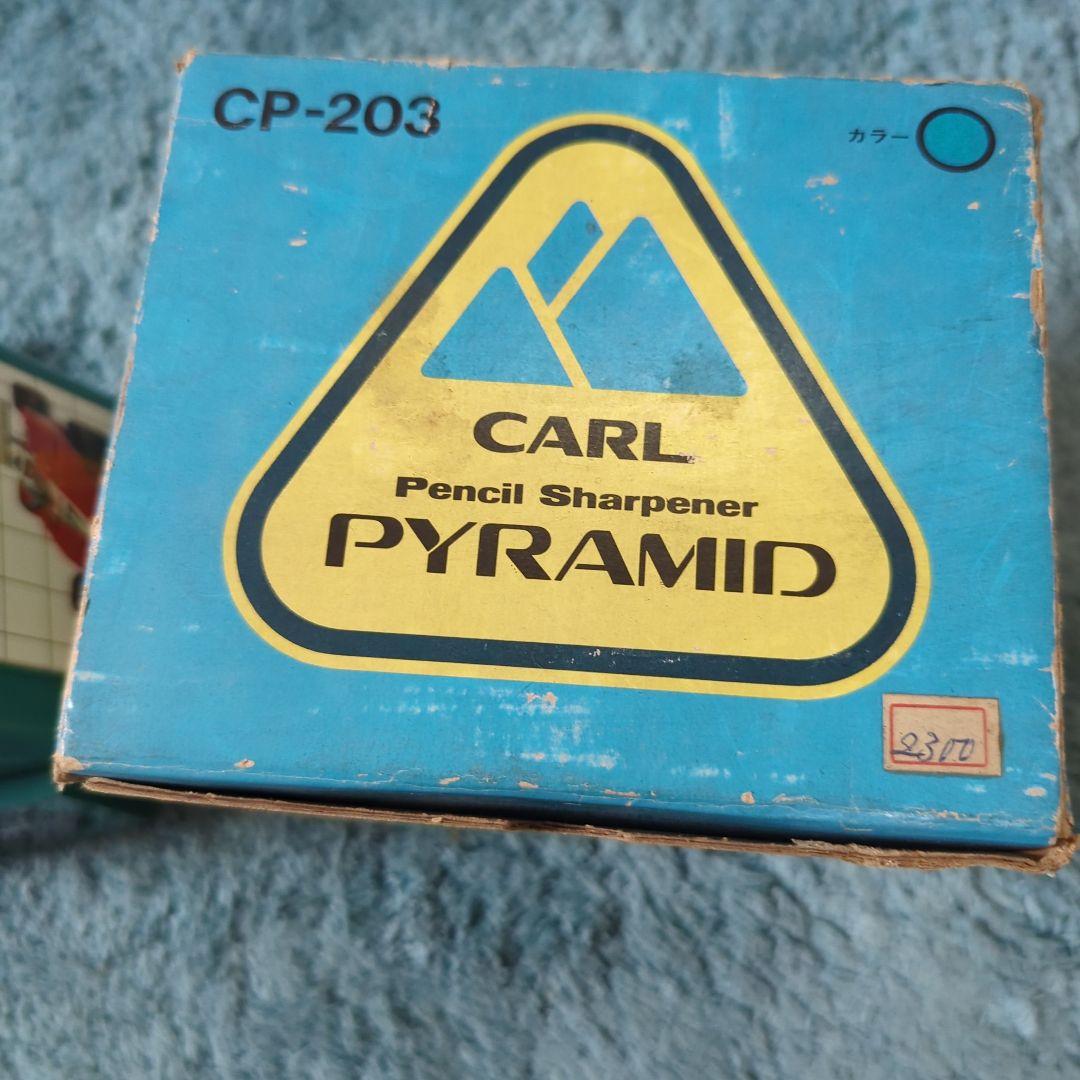 CP-203
カラー
CARL
Pencil Sharpener
PYRAMID
2300